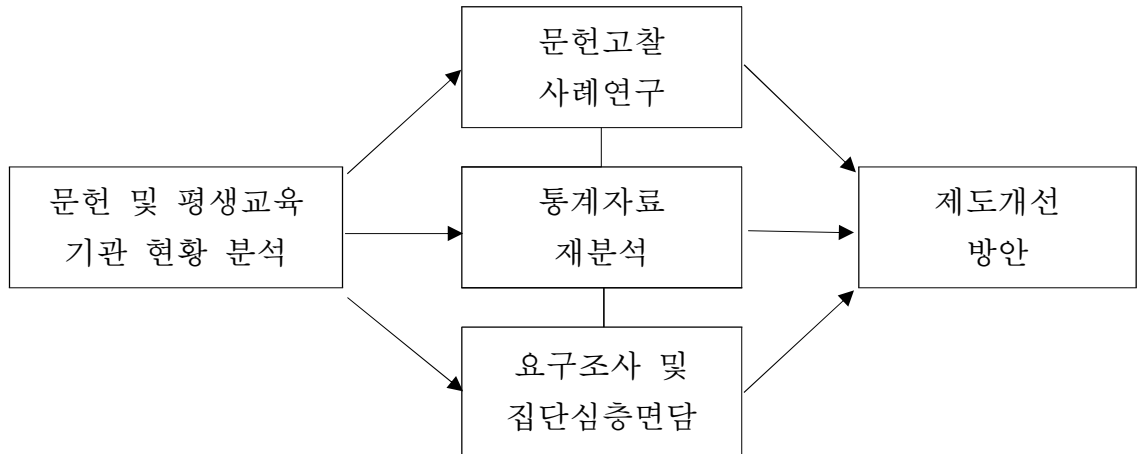 문헌고찰
사례연구
문헌 및 평생교육
기관 현황 분석
통계자료
재분석
제도개선
방안
요구조사 및
집단심층면담